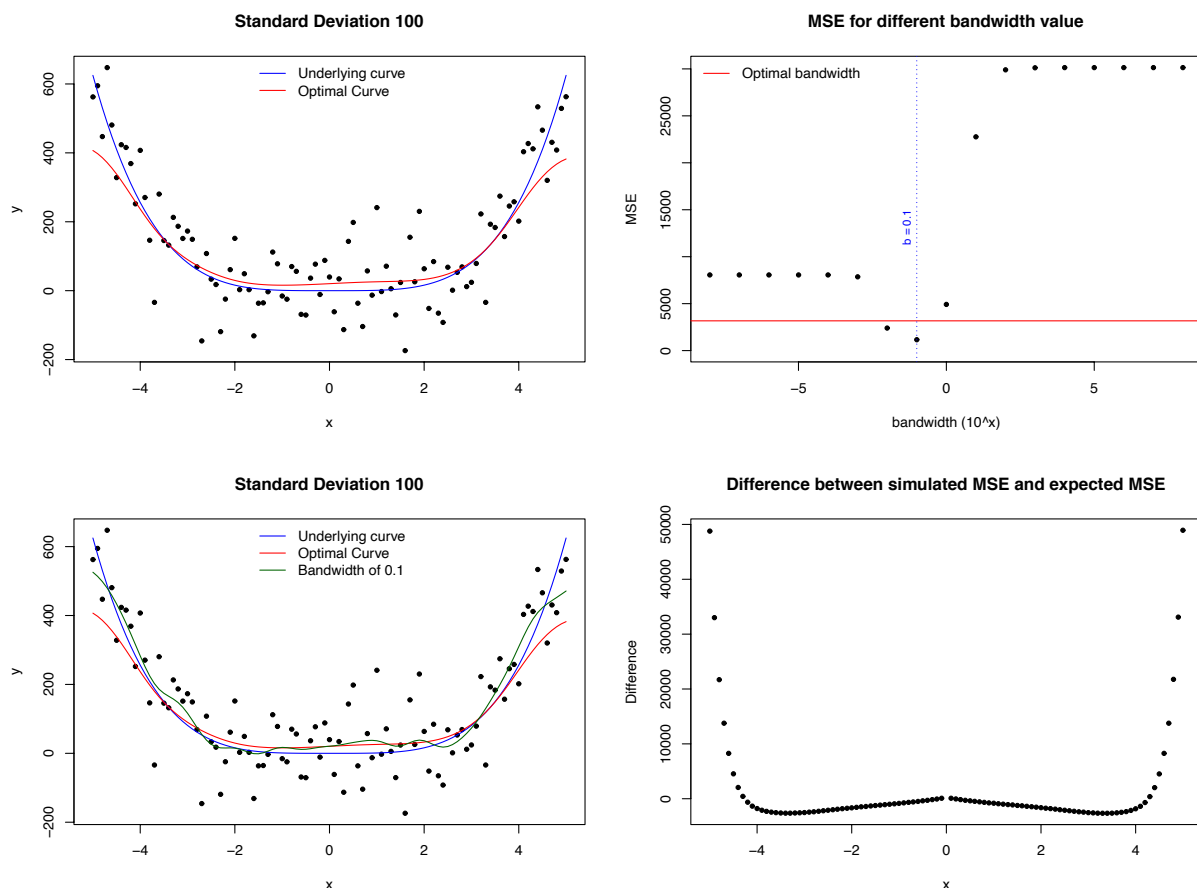 Standard Deviation 100
Underlying curve
Optimal Curve
y
600
400
200
0
−200
−4
−2
0
2
4
x
MSE for different bandwidth value
Optimal bandwidth
b = 0.1
MSE
25000
15000
5000
0
−5
0
5
bandwidth (10^x)
Standard Deviation 100
Underlying curve
Optimal Curve
Bandwidth of 0.1
y
600
400
200
0
−200
−4
−2
0
2
4
x
Difference between simulated MSE and expected MSE
Difference
50000
40000
30000
20000
10000
0
−4
−2
0
2
4
x